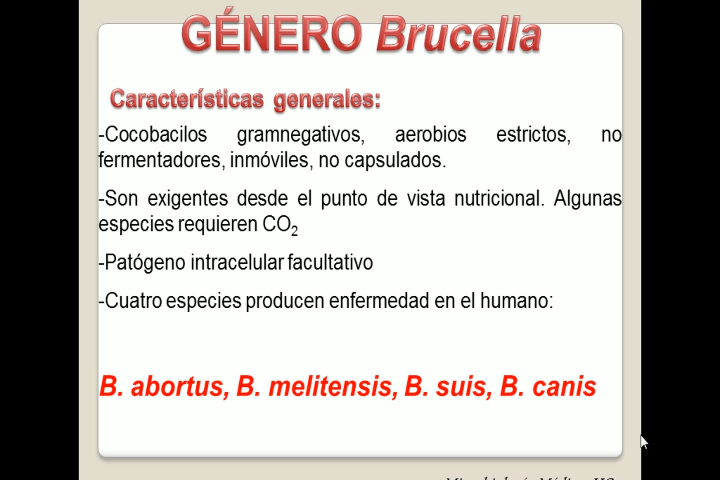 GÉNERO Brucella
Características generales:
-Cocobacilos gramnegativos, aerobios estrictos, no
fermentadores, inmóviles, no capsulados.
-Son exigentes desde el punto de vista nutricional. Algunas
especies requieren CO2
-Patógeno intracelular facultativo
-Cuatro especies producen enfermedad en el humano:
B. abortus, B. melitensis, B. suis, B. canis